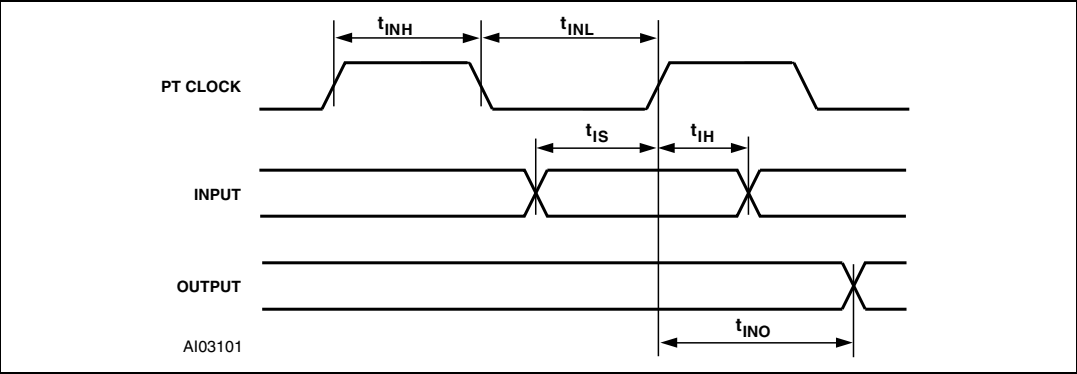 tINH tINL
PT CLOCK
tIS tIH
INPUT
OUTPUT
tINO
AI03101